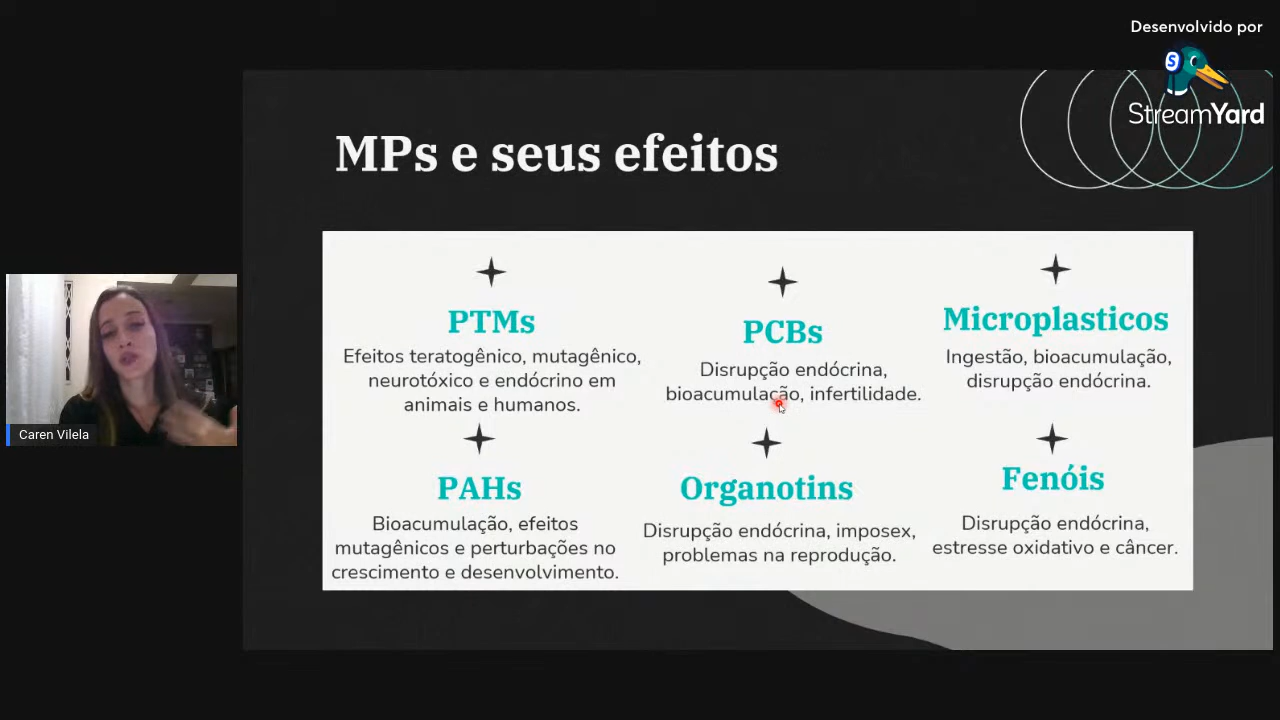 Desenvolvido por
StreamYard
MPs e seus efeitos
PTMs
Efeitos teratogênico, mutagênico,
neurotóxico e endócrino em
animais e humanos.
PCBs
Disrupção endócrina,
bioacumulação, infertilidade.
Microplasticos
Ingestão, bioacumulação,
disrupção endócrina.
PAHs
Bioacumulação, efeitos
mutagênicos e perturbações no
crescimento e desenvolvimento.
Organotins
Disrupção endócrina, imposex,
problemas na reprodução.
Fenóis
Disrupção endócrina,
estresse oxidativo e câncer.
Caren Vilela